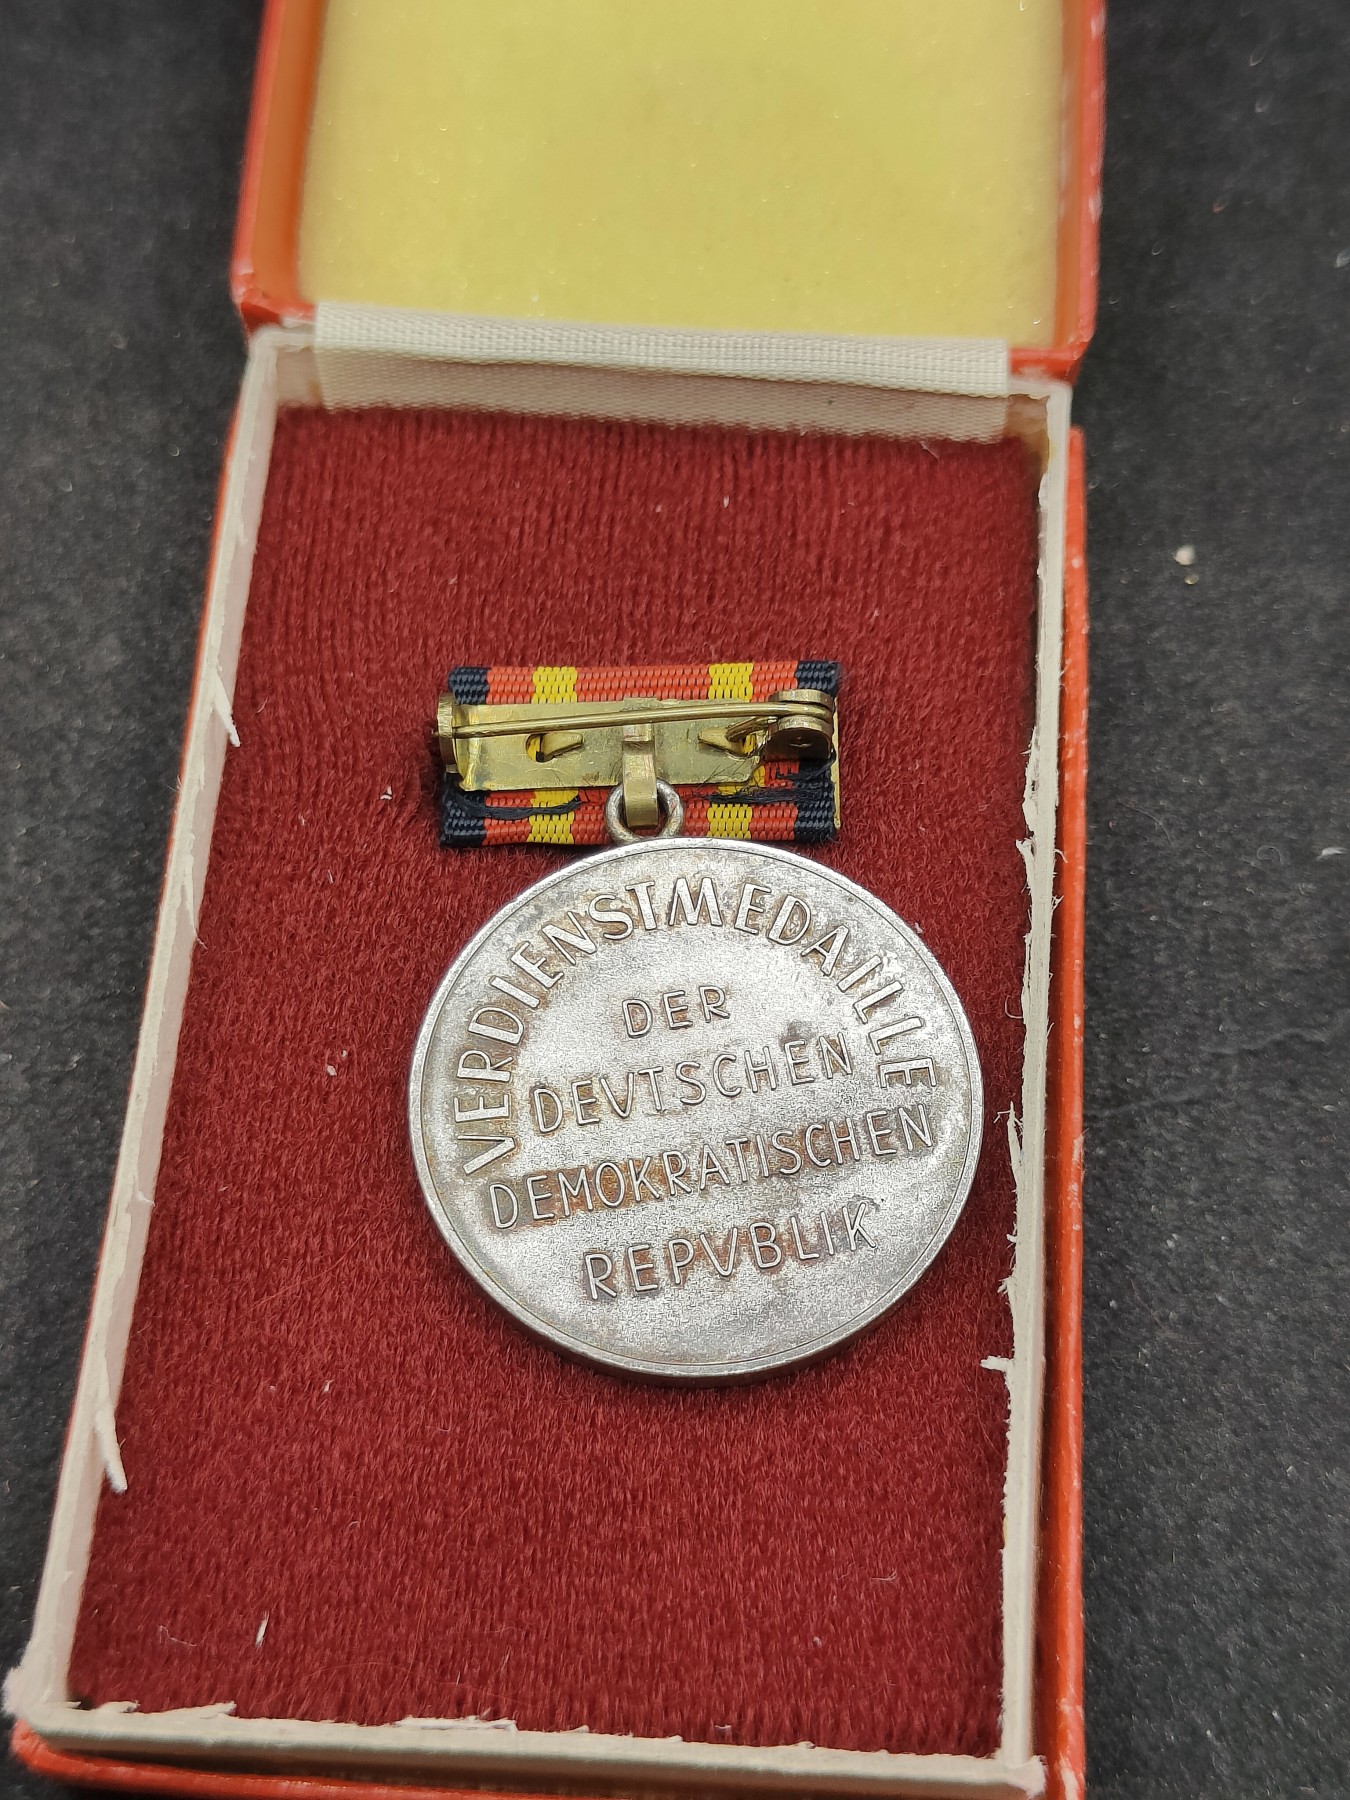 VERDIENSTMEDAILLE
DER
DEVTSCHEN
DEMOKRATISCHEN
REPVBLIK